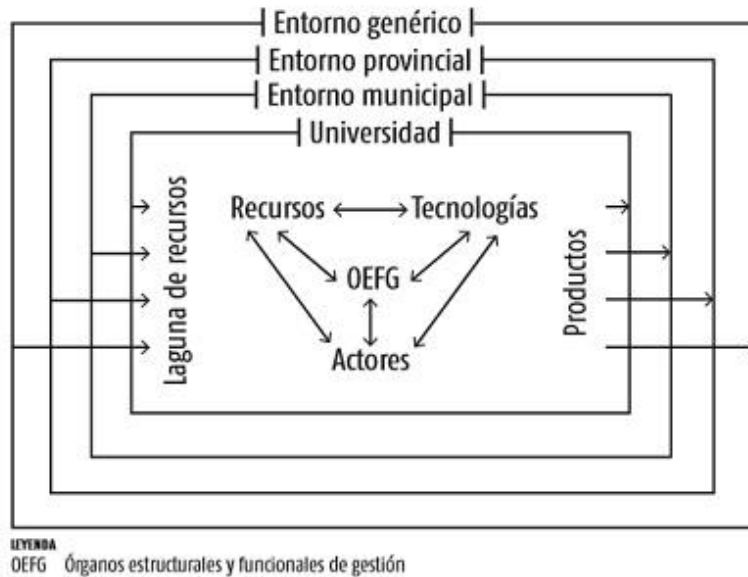 Entorno genérico
Entorno provincial
Entorno municipal
Universidad
Laguna de recursos
Recursos
Tecnologías
OEFG
Actores
Productos
LEYENDA
OEFG Órganos estructurales y funcionales de gestión